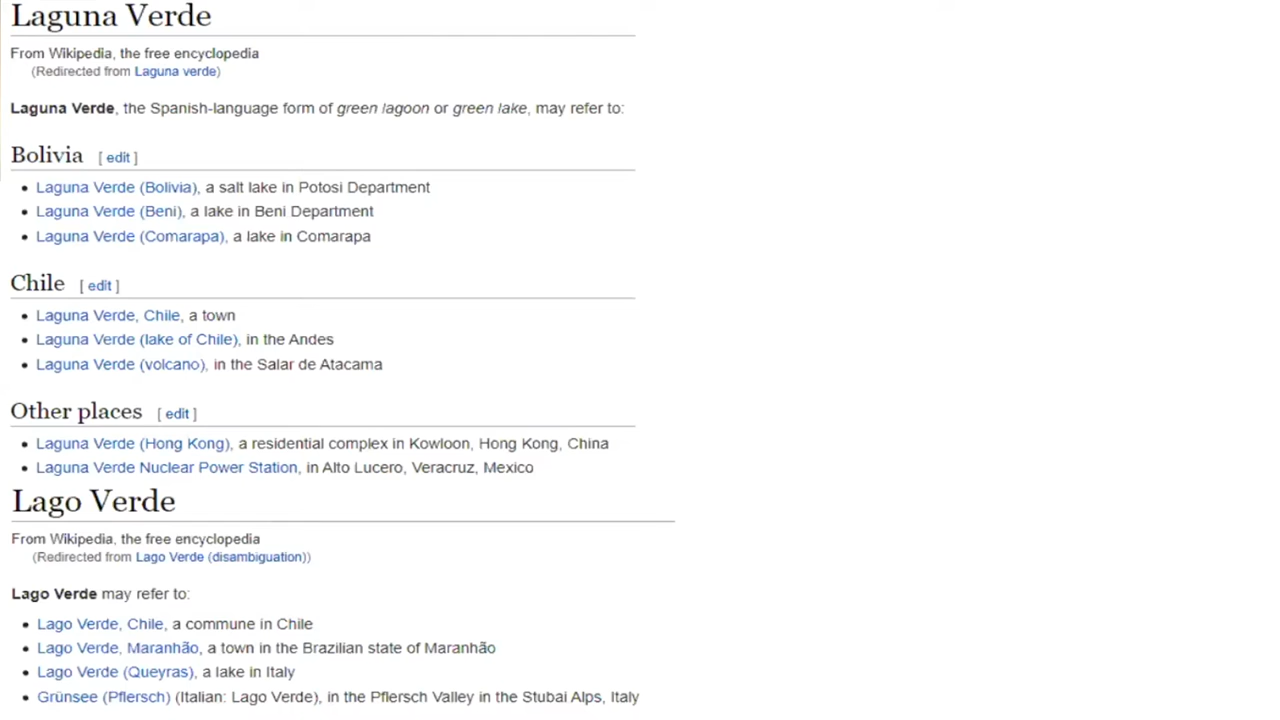 Laguna Verde
From Wikipedia, the free encyclopedia
(Redirected from Laguna verde)
Laguna Verde, the Spanish-language form of green lagoon or green lake, may refer to:
Bolivia [ edit ]
• Laguna Verde (Bolivia), a salt lake in Potosi Department
• Laguna Verde (Beni), a lake in Beni Department
• Laguna Verde (Comarapa), a lake in Comarapa
Chile [ edit ]
• Laguna Verde, Chile, a town
• Laguna Verde (lake of Chile), in the Andes
• Laguna Verde (volcano), in the Salar de Atacama
Other places [ edit ]
• Laguna Verde (Hong Kong), a residential complex in Kowloon, Hong Kong, China
• Laguna Verde Nuclear Power Station, in Alto Lucero, Veracruz, Mexico
Lago Verde
From Wikipedia, the free encyclopedia
(Redirected from Lago Verde (disambiguation))
Lago Verde may refer to:
• Lago Verde, Chile, a commune in Chile
• Lago Verde, Maranhão, a town in the Brazilian state of Maranhão
• Lago Verde (Queyras), a lake in Italy
• Grünsee (Pflersch) (Italian: Lago Verde), in the Pflersch Valley in the Stubai Alps, Italy